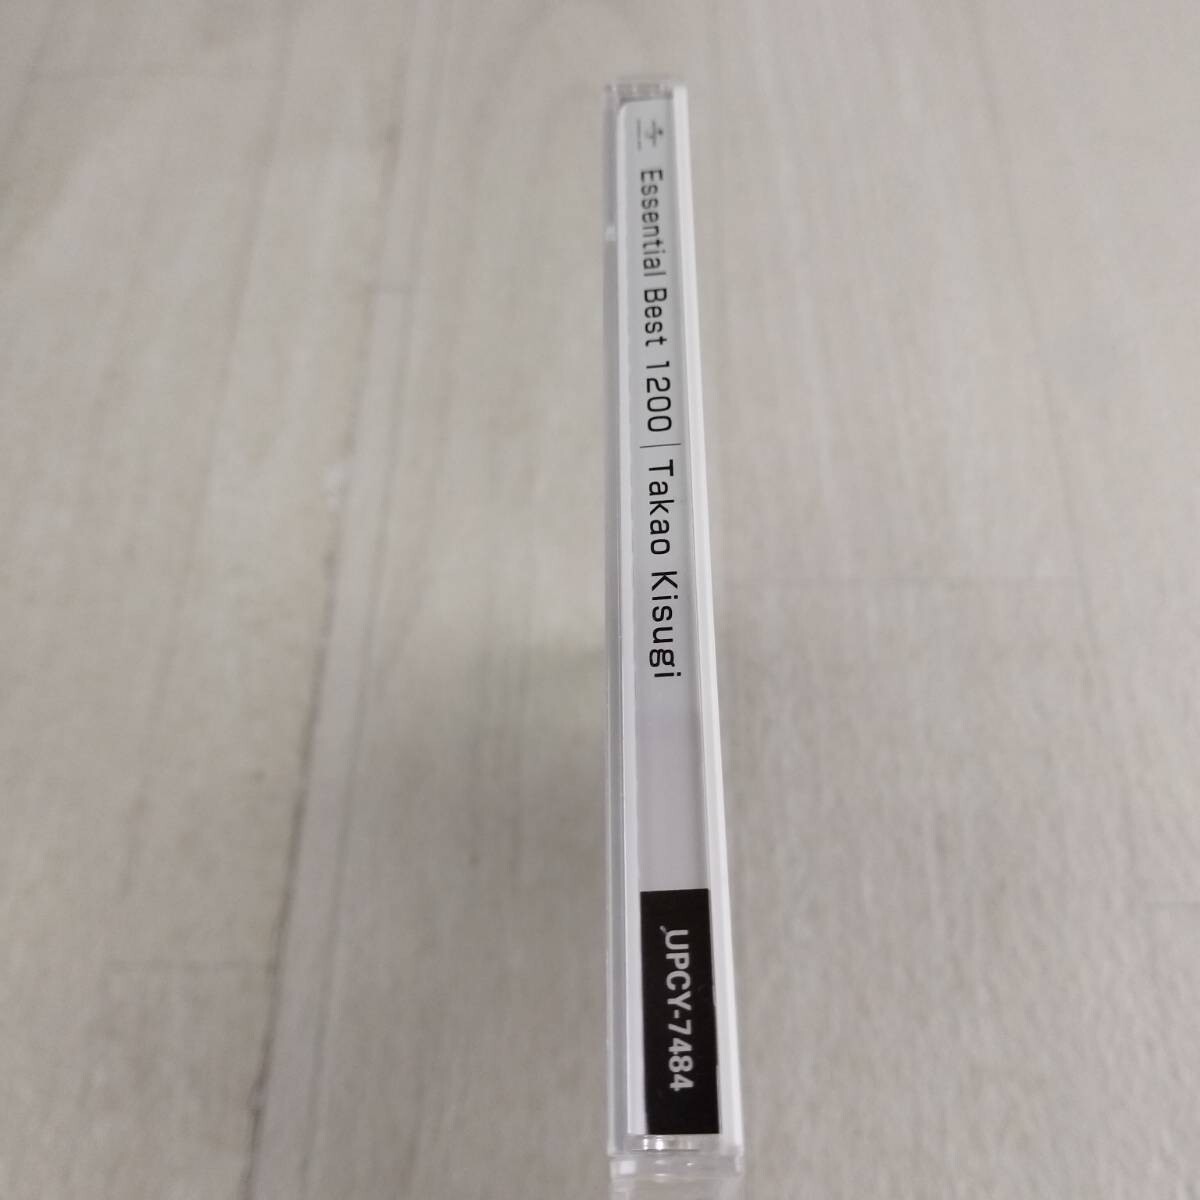 Essential Best 1200 | Takao Kisugi
UPCY-7484